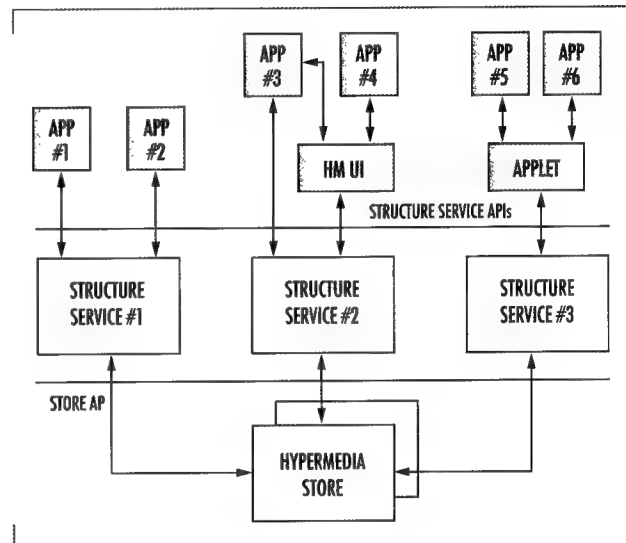 APP
#3
APP
#4
APP
#5
APP
#6
APP
#1
APP
#2
HM UI
APPLET
STRUCTURE SERVICE APIs
STRUCTURE
SERVICE #1
STRUCTURE
SERVICE #2
STRUCTURE
SERVICE #3
STORE AP
HYPERMEDIA
STORE